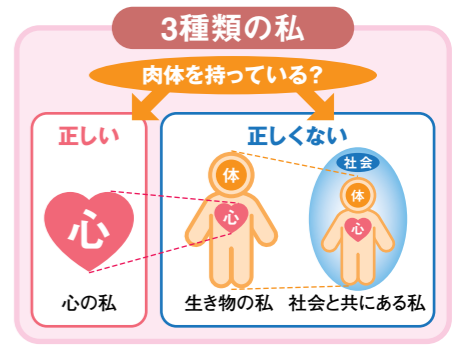 3種類の私
肉体を持っている?
正しい
正しくない
心
心の私
体
心
生き物の私
社会
体
心
社会と共にある私